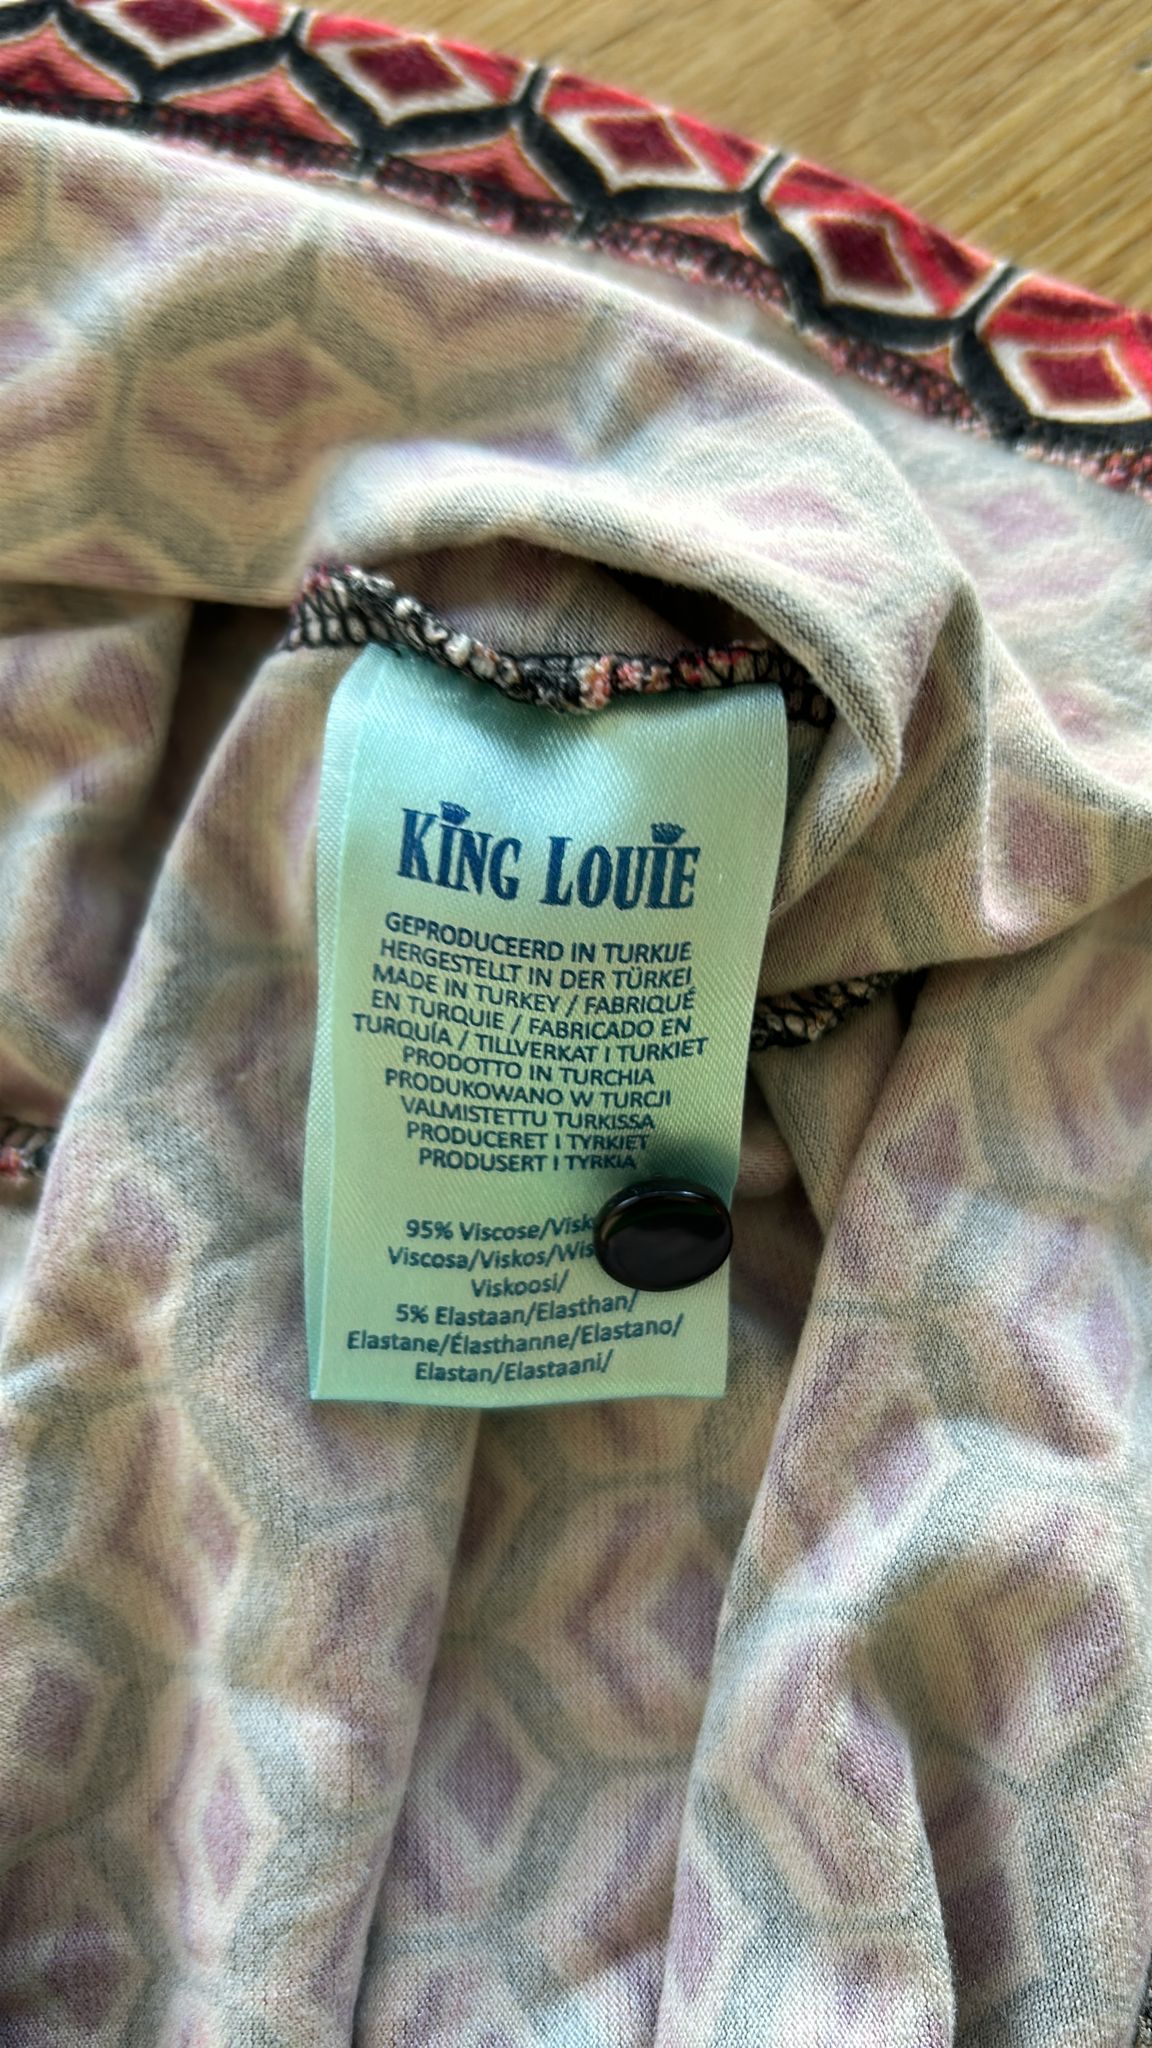 KING LOUIE
GEPRODUCEERD IN TURKIJE
HERGESTELLT IN DER TÜRKEI
MADE IN TURKEY / FABRIQUÉ
EN TURQUIE / FABRICADO EN
TURQUÍA / TILLVERKAT I TURKIET
PRODOTTO IN TURCHIA
PRODUKOWANO W TURCJI
VALMISTETTU TURKISSA
PRODUCERET I TYRKIET
PRODUSERT I TYRKIA
95% Viscose/
Viscosa/Viskos/
Viskoosi/
5% Elastaan/Elasthan/
Elastane/Élasthanne/Elastano/
Elastan/Elastaani/